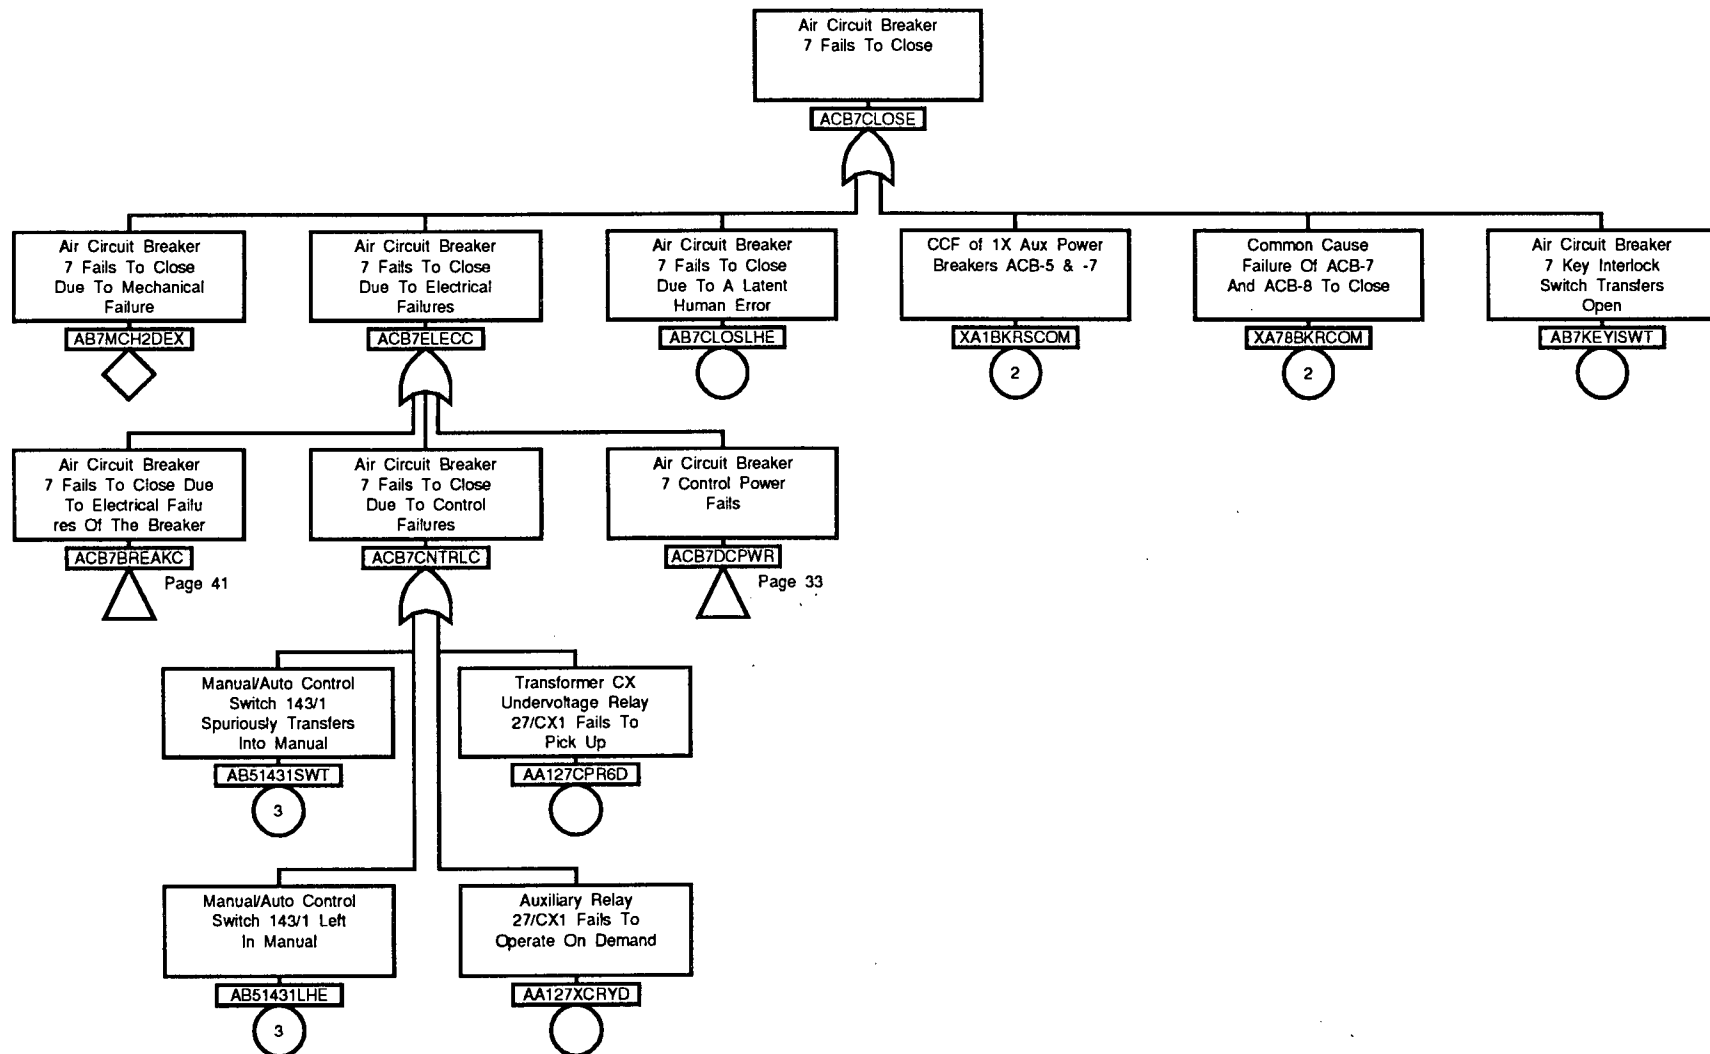 Air Circuit Breaker
7 Fails To Close
ACB7CLOSE
Air Circuit Breaker
7 Fails To Close
Due To Mechanical
Failure
AB7MCH2DEX
Air Circuit Breaker
7 Fails To Close
Due To Electrical
Failures
ACB7ELECC
Air Circuit Breaker
7 Fails To Close
Due To A Latent
Human Error
AB7CLOSLHE
CCF of 1X Aux Power
Breakers ACB-5 & -7
XA1BKRSCOM
2
Common Cause
Failure Of ACB-7
And ACB-8 To Close
XA78BKRCOM
2
Air Circuit Breaker
7 Key Interlock
Switch Transfers
Open
AB7KEYISWT
Air Circuit Breaker
7 Fails To Close Due
To Electrical Failu
res Of The Breaker
ACB7BREAKC
Page 41
Air Circuit Breaker
7 Fails To Close
Due To Control
Failures
ACB7CNTRLC
Air Circuit Breaker
7 Control Power
Fails
ACB7DCPWR
Page 33
Manual/Auto Control
Switch 143/1
Spuriously Transfers
Into Manual
AB51431SWT
3
Transformer CX
Undervoltage Relay
27/CX1 Fails To
Pick Up
AA127CPR6D
Manual/Auto Control
Switch 143/1 Left
In Manual
AB51431LHE
3
Auxiliary Relay
27/CX1 Fails To
Operate On Demand
AA127XCRYD